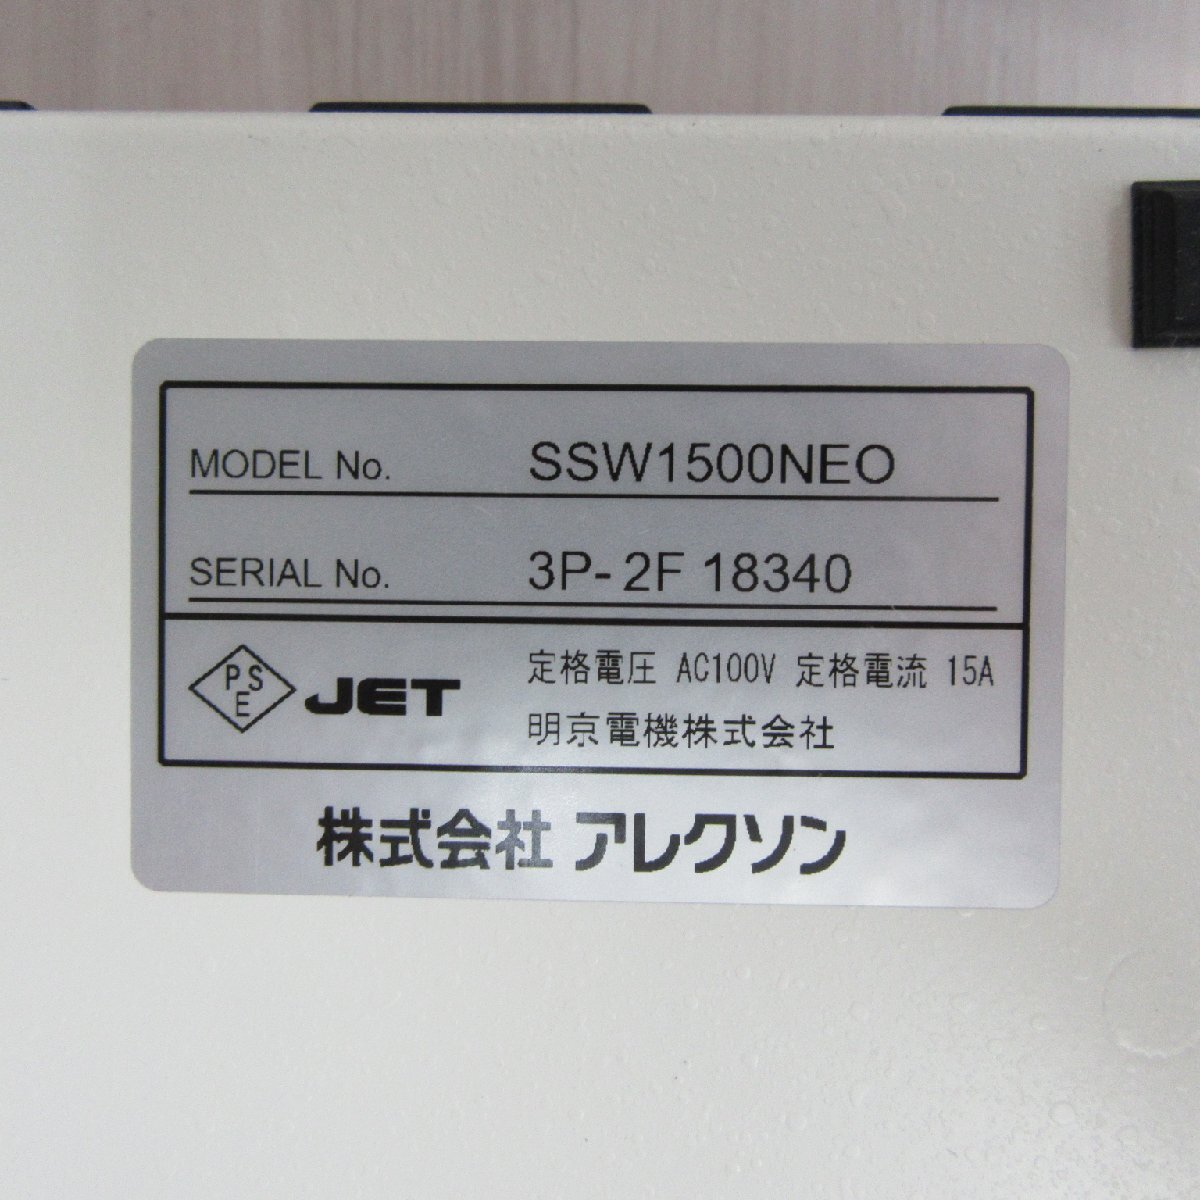 MODEL No. SSW1500NEO
SERIAL No. 3P-2F 18340
PSE JET 定格電圧 AC100V 定格電流 15A
明京電機株式会社
株式会社 アレクソン